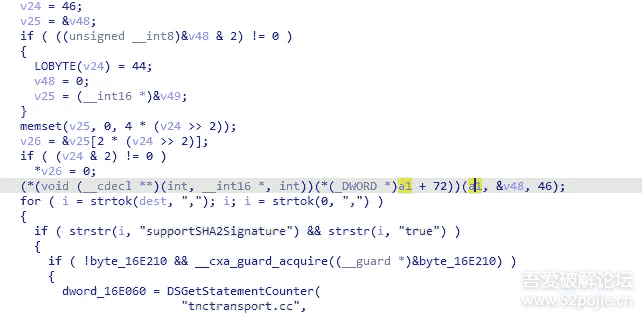 v24 = 46;
v25 = &v48;
if ( ((unsigned __int8)&v48 & 2) != 0 )
{
LOBYTE(v24) = 44;
v48 = 0;
v25 = (__int16 *)&v49;
}
memset(v25, 0, 4 * (v24 >> 2));
v26 = &v25[2 * (v24 >> 2)];
if ( (v24 & 2) != 0 )
*v26 = 0;
(*(void (__cdecl **)(int, __int16 *, int))(*(_DWORD *)a1 + 72))(a1, &v48, 46);
for ( i = strtok(dest, ","); i; i = strtok(0, ",") )
{
if ( strstr(i, "supportSHA2Signature") && strstr(i, "true") )
{
if ( !byte_16E210 && __cxa_guard_acquire((__guard *)&byte_16E210) )
{
dword_16E060 = DSGetStatementCounter(
"tnctransport.cc",
吾爱破解论坛
www.52pojie.cn